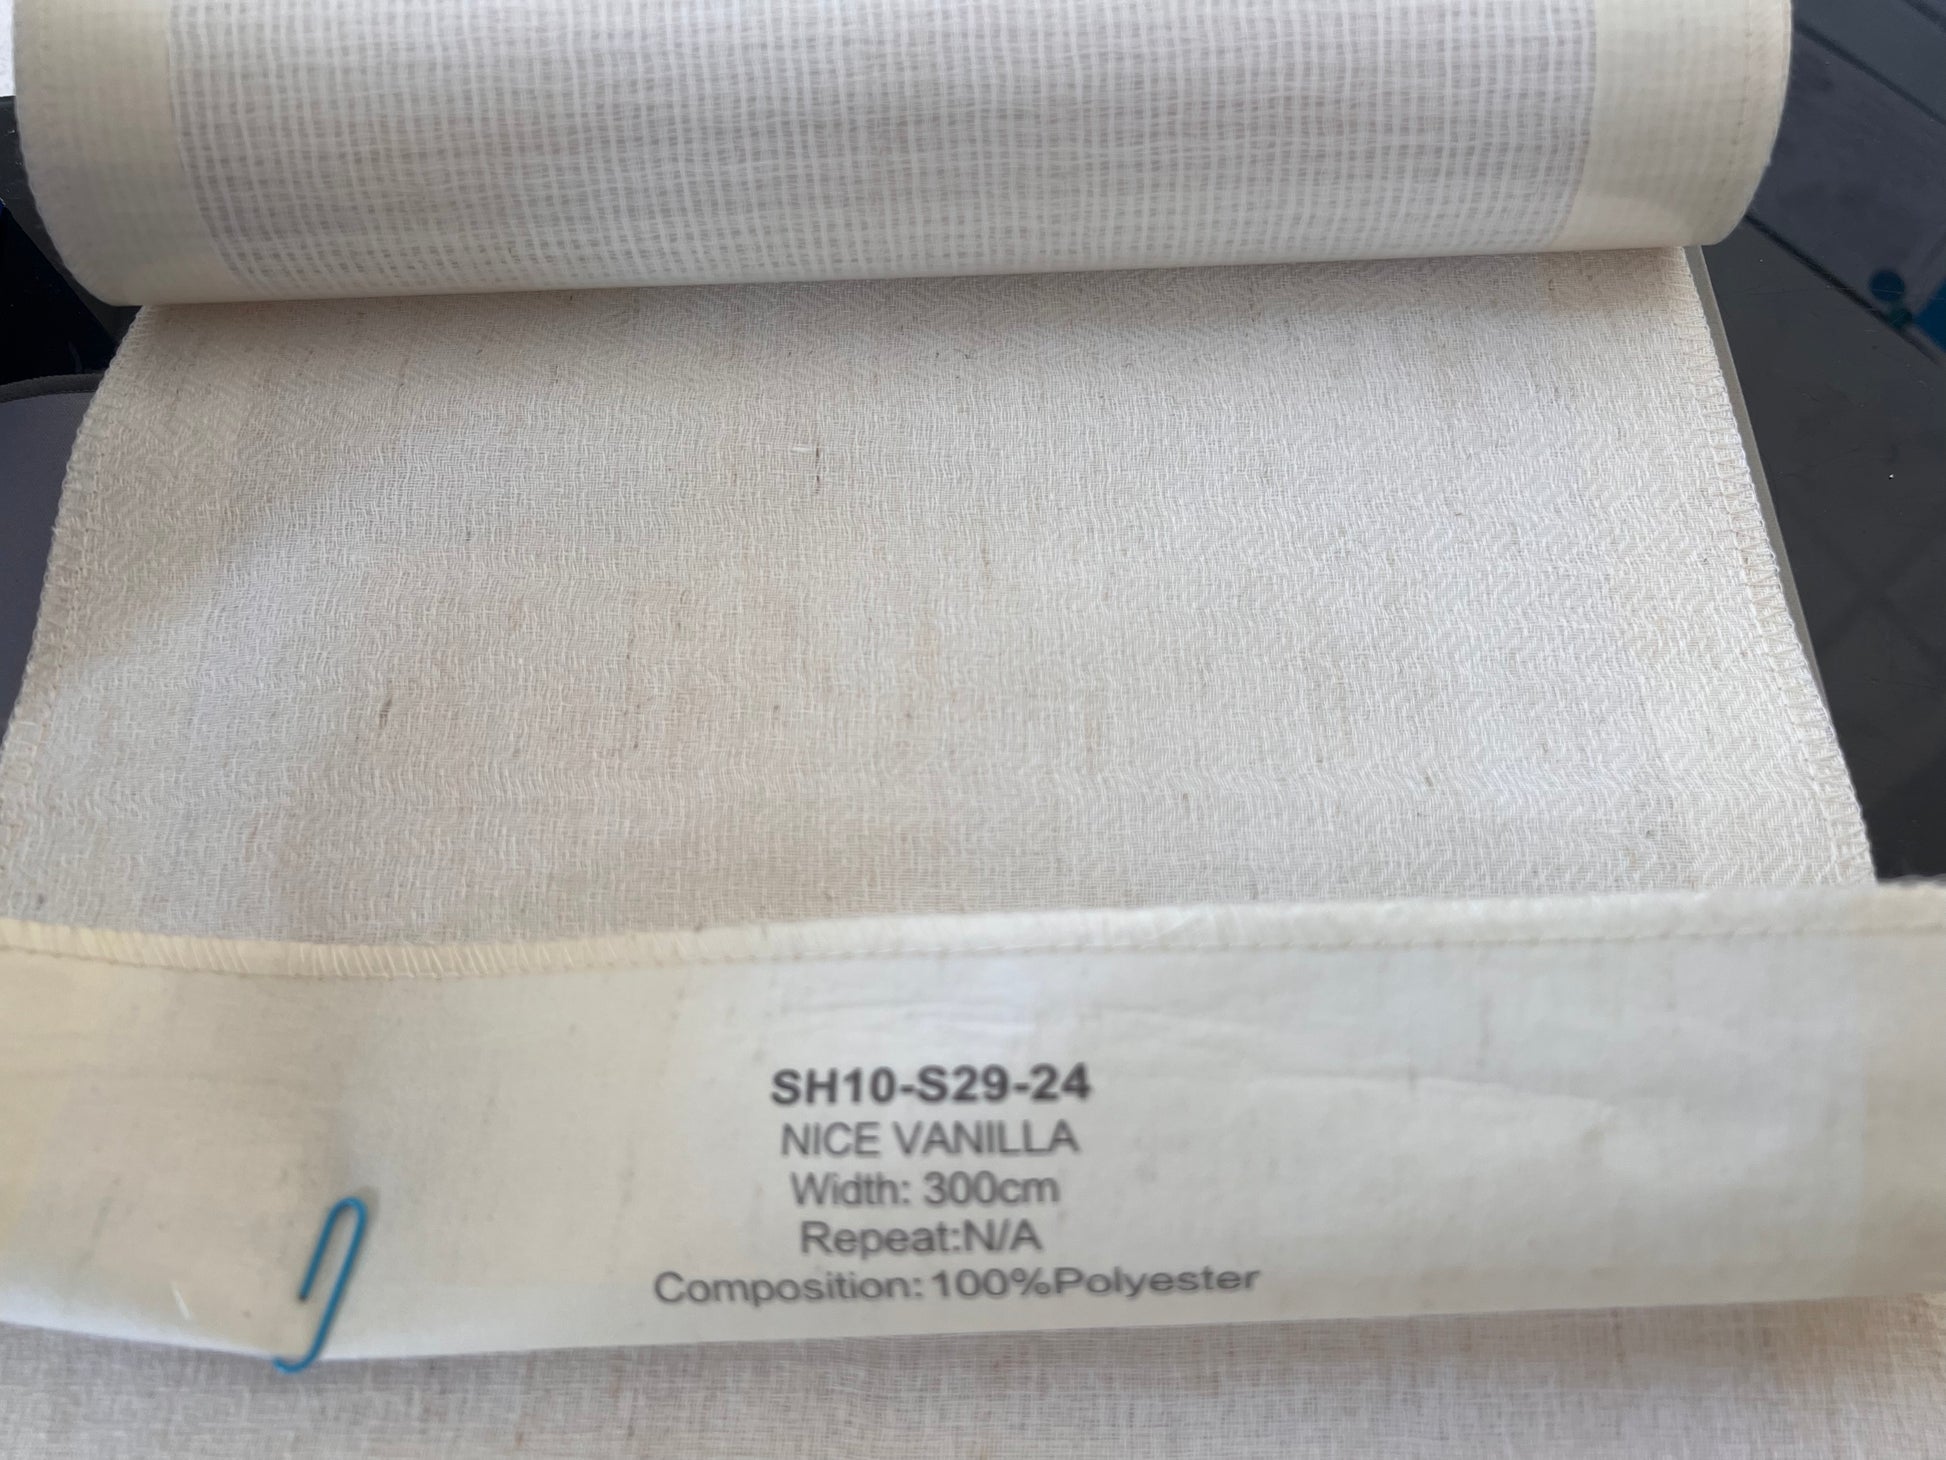 SH10-S29-24
NICE VANILLA
Width: 300cm
Repeat:N/A
Composition: 100%Polyester